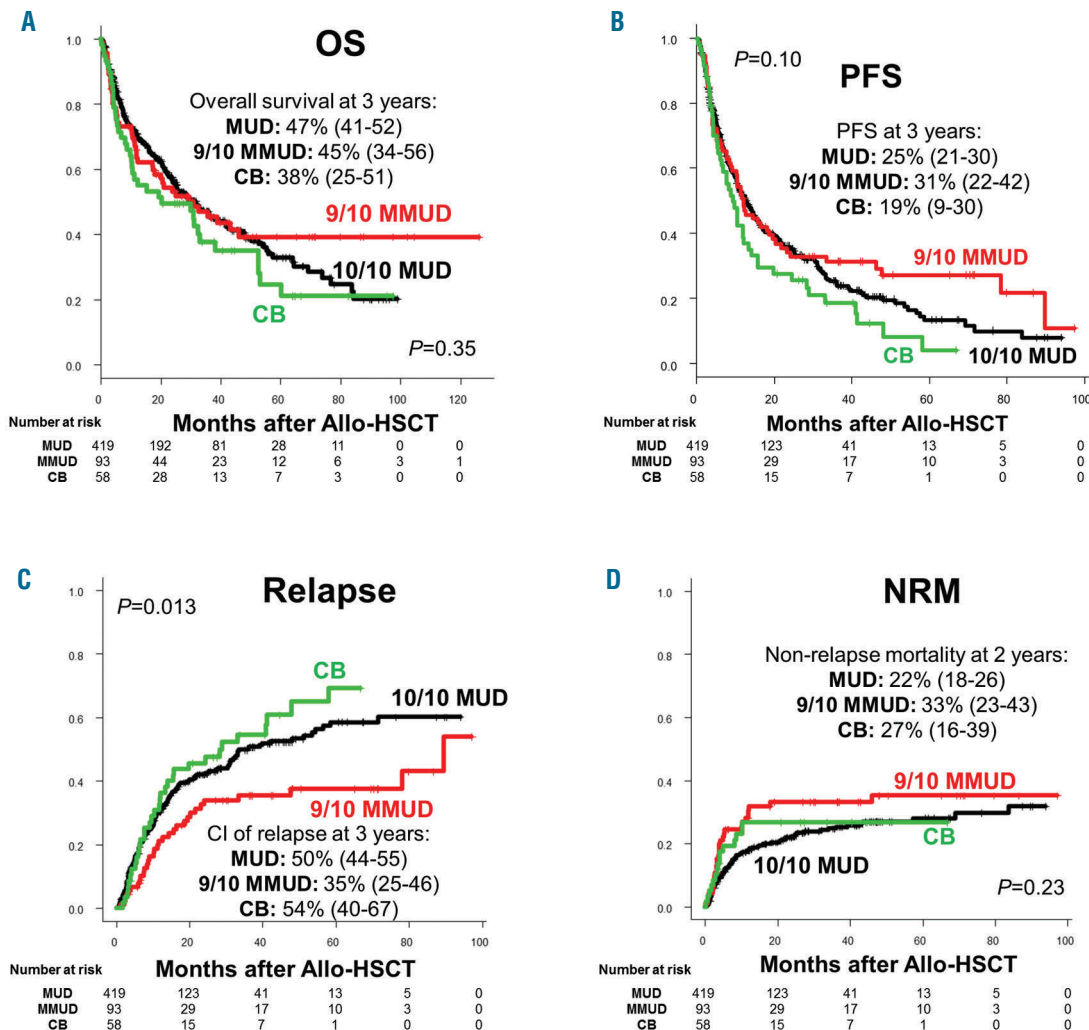 A
OS
1.0
0.8
0.6
0.4
0.2
0.0
Overall survival at 3 years:
MUD: 47% (41-52)
9/10 MMUD: 45% (34-56)
CB: 38% (25-51)
9/10 MMUD
10/10 MUD
CB
P=0.35
0 20 40 60 80 100 120
Number at risk
Months after Allo-HSCT
MUD 419 192 81 28 11 0 0
MMUD 93 44 23 12 6 3 1
CB 58 28 13 7 3 0 0
B
P=0.10
PFS
1.0
0.8
0.6
0.4
0.2
0.0
PFS at 3 years:
MUD: 25% (21-30)
9/10 MMUD: 31% (22-42)
CB: 19% (9-30)
9/10 MMUD
CB
10/10 MUD
0 20 40 60 80 100
Number at risk
Months after Allo-HSCT
MUD 419 123 41 13 5 0
MMUD 93 29 17 10 3 0
CB 58 15 7 1 0 0
C
Relapse
P=0.013
1.0
0.8
0.6
0.4
0.2
0.0
CB
10/10 MUD
9/10 MMUD
CI of relapse at 3 years:
MUD: 50% (44-55)
9/10 MMUD: 35% (25-46)
CB: 54% (40-67)
0 20 40 60 80 100
Number at risk
Months after Allo-HSCT
MUD 419 123 41 13 5 0
MMUD 93 29 17 10 3 0
CB 58 15 7 1 0 0
D
NRM
1.0
0.8
0.6
0.4
0.2
0.0
Non-relapse mortality at 2 years:
MUD: 22% (18-26)
9/10 MMUD: 33% (23-43)
CB: 27% (16-39)
9/10 MMUD
CB
10/10 MUD
P=0.23
0 20 40 60 80 100
Number at risk
Months after Allo-HSCT
MUD 419 123 41 13 5 0
MMUD 93 29 17 10 3 0
CB 58 15 7 1 0 0